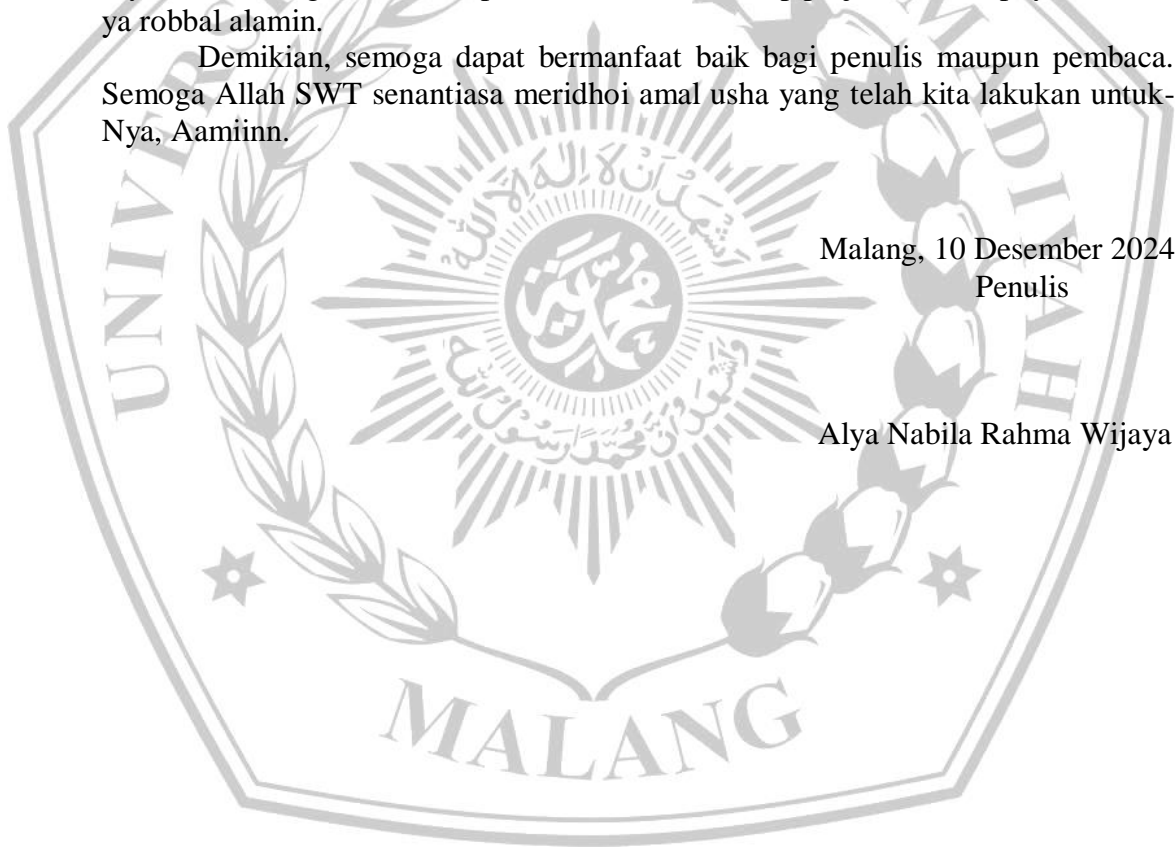 ya robbal alamin.
Demikian, semoga dapat bermanfaat baik bagi penulis maupun pembaca.
Semoga Allah SWT senantiasa meridhoi amal usha yang telah kita lakukan untuk-
Nya, Aamiinn.
Malang, 10 Desember 2024
Penulis
Alya Nabila Rahma Wijaya
MALANG